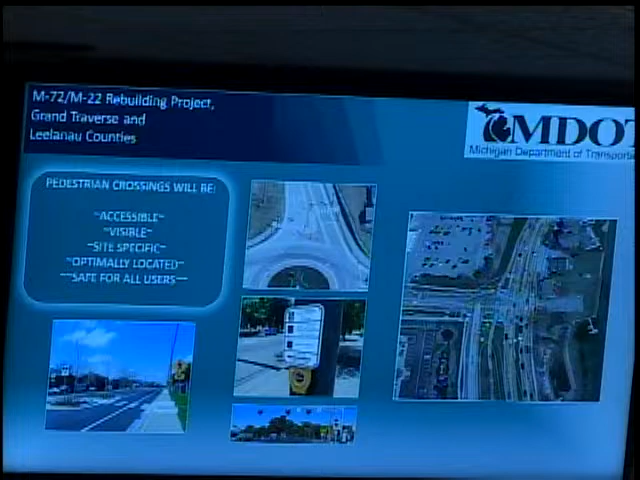 M-72/M-22 Rebuilding Project,
Grand Traverse and
Leelanau Counties
MDOT
Michigan Department of Transpor
PEDESTRIAN CROSSINGS WILL BE:
~ACCESSIBLE~
~VISIBLE~
~SITE SPECIFIC~
~OPTIMALLY LOCATED~
~~SAFE FOR ALL USERS~~